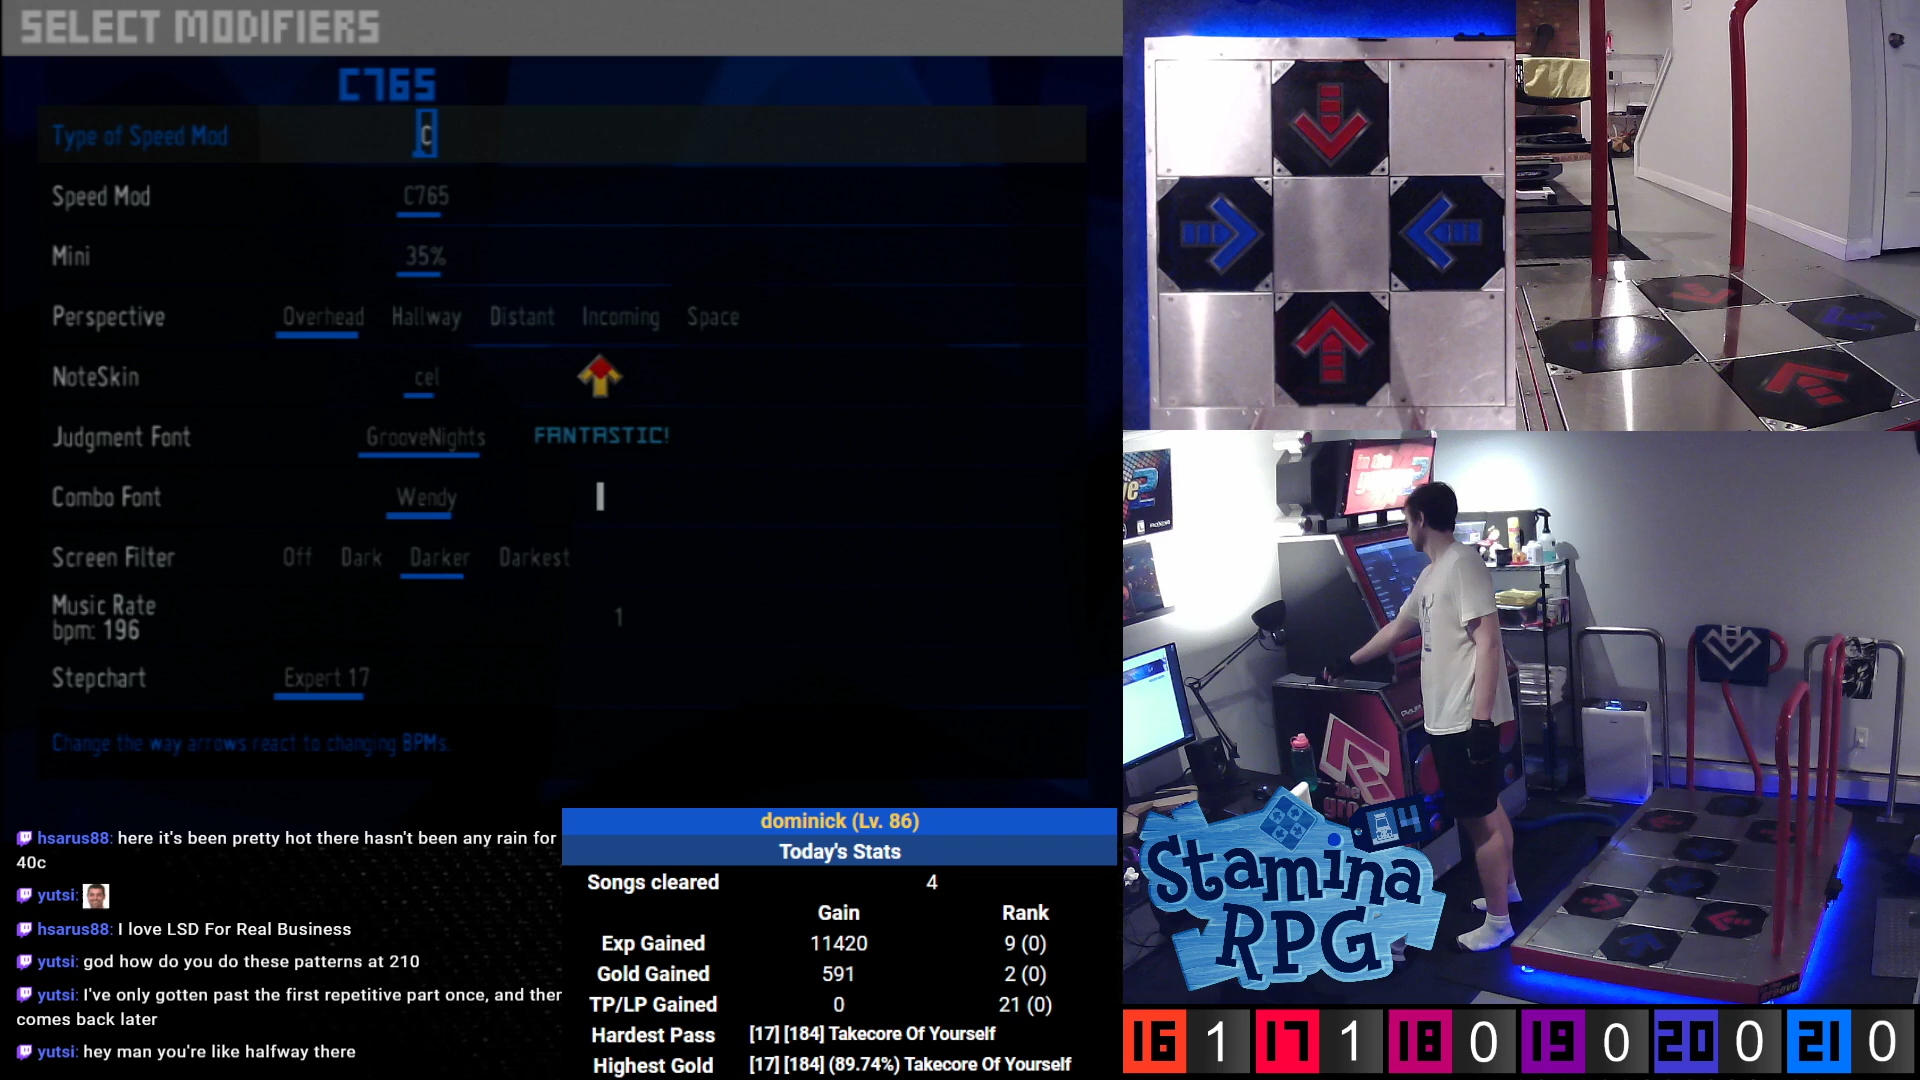 SELECT MODIFIERS
C765
Type of Speed Mod C
Speed Mod C765
Mini 35%
Perspective Overhead Hallway Distant Incoming Space
NoteSkin cel
Judgment Font GrooveNights FANTASTIC!
Combo Font Wendy
Screen Filter Off Dark Darker Darkest
Music Rate
bpm: 196
1
Stepchart Expert 17
Change the way arrows react to changing BPMs.
hsarus88: here it's been pretty hot there hasn't been any rain for
40c
yutsi:
hsarus88: I love LSD For Real Business
yutsi: god how do you do these patterns at 210
yutsi: I've only gotten past the first repetitive part once, and ther
comes back later
yutsi: hey man you're like halfway there
dominick (Lv. 86)
Today's Stats
Songs cleared 4
Gain Rank
Exp Gained 11420 9 (0)
Gold Gained 591 2 (0)
TP/LP Gained 0 21 (0)
Hardest Pass [17] [184] Takecore Of Yourself
Highest Gold [17] [184] (89.74%) Takecore Of Yourself
in the
groove 2
4
Stamina
RPG
16 1 17 1 18 0 19 0 20 0 21 0